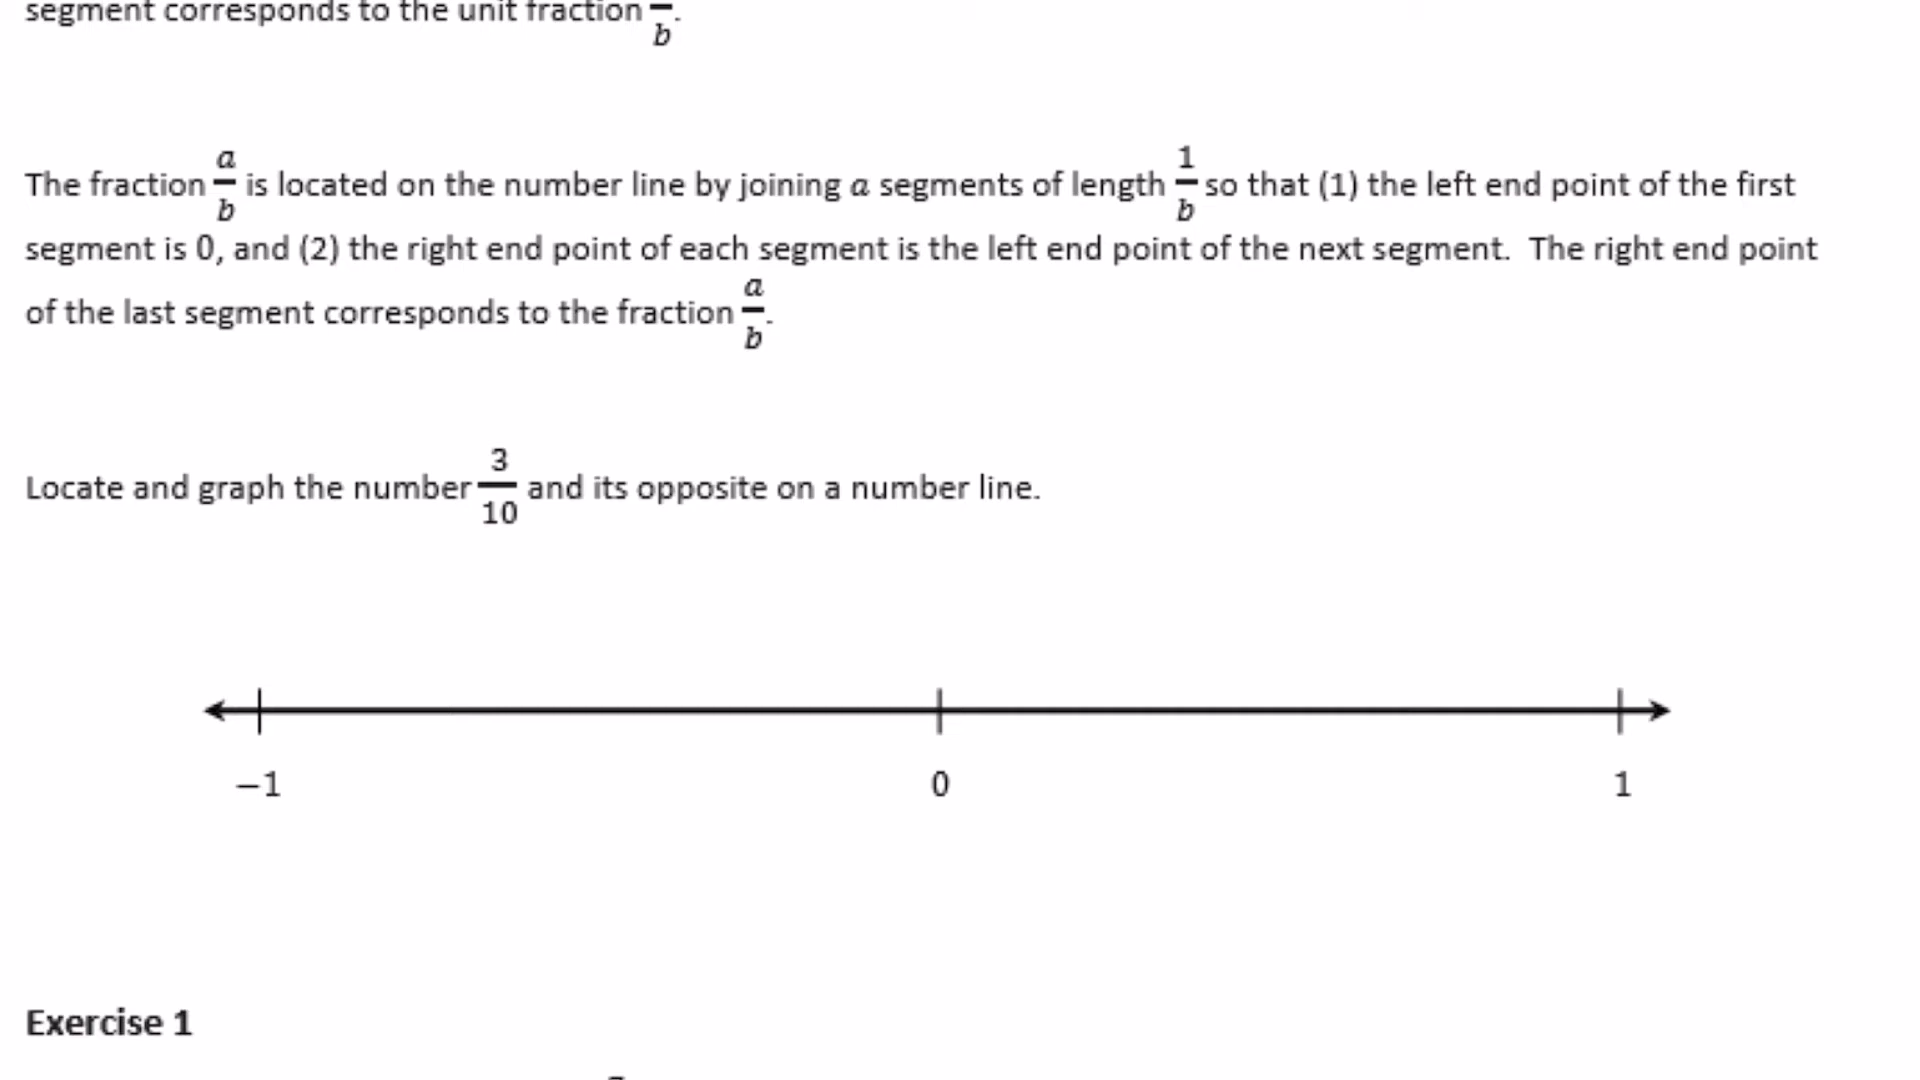 segment corresponds to the unit fraction —/b.
The fraction a/b is located on the number line by joining a segments of length 1/b so that (1) the left end point of the first
segment is 0, and (2) the right end point of each segment is the left end point of the next segment. The right end point
of the last segment corresponds to the fraction a/b.
Locate and graph the number 3/10 and its opposite on a number line.
−1 0 1
Exercise 1